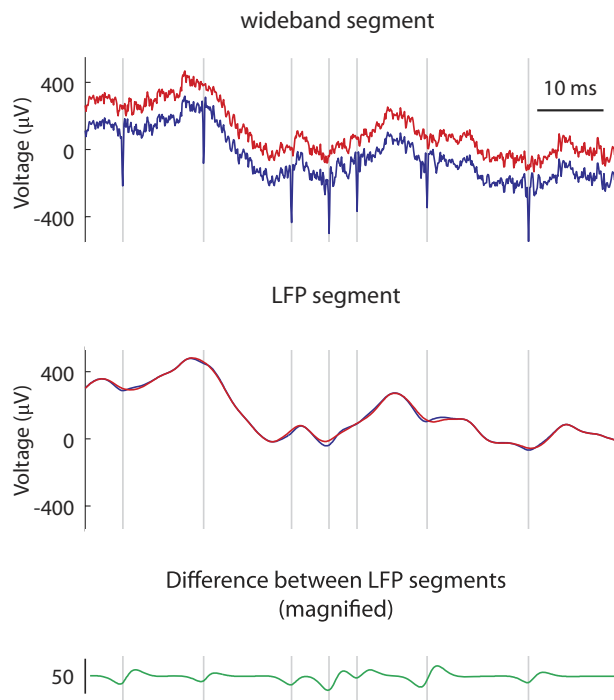 wideband segment
400
10 ms
Voltage (μV)
0
-400
LFP segment
400
Voltage (μV)
0
-400
Difference between LFP segments
(magnified)
50